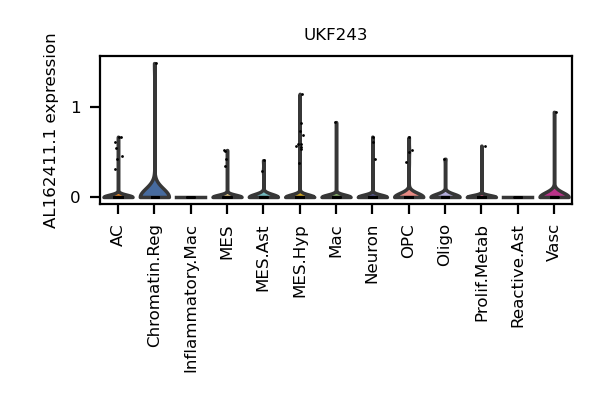 UKF243
AL162411.1 expression
1
0
AC
Chromatin.Reg
Inflammatory.Mac
MES
MES.Ast
MES.Hyp
Mac
Neuron
OPC
Oligo
Prolif.Metab
Reactive.Ast
Vasc